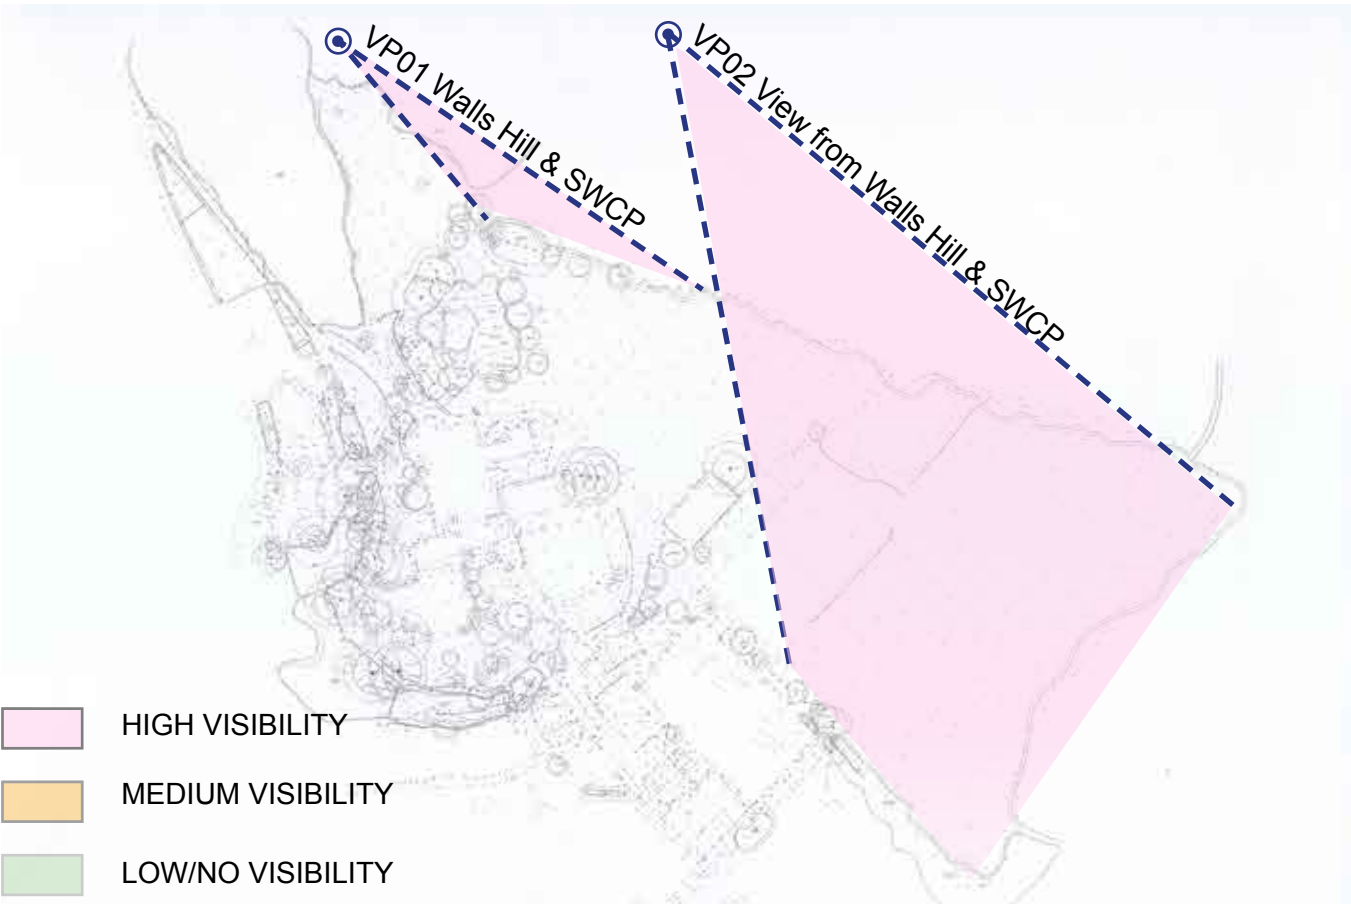 VP01 Walls Hill & SWCP
VP02 View from Walls Hill & SWCP
HIGH VISIBILITY
MEDIUM VISIBILITY
LOW/NO VISIBILITY